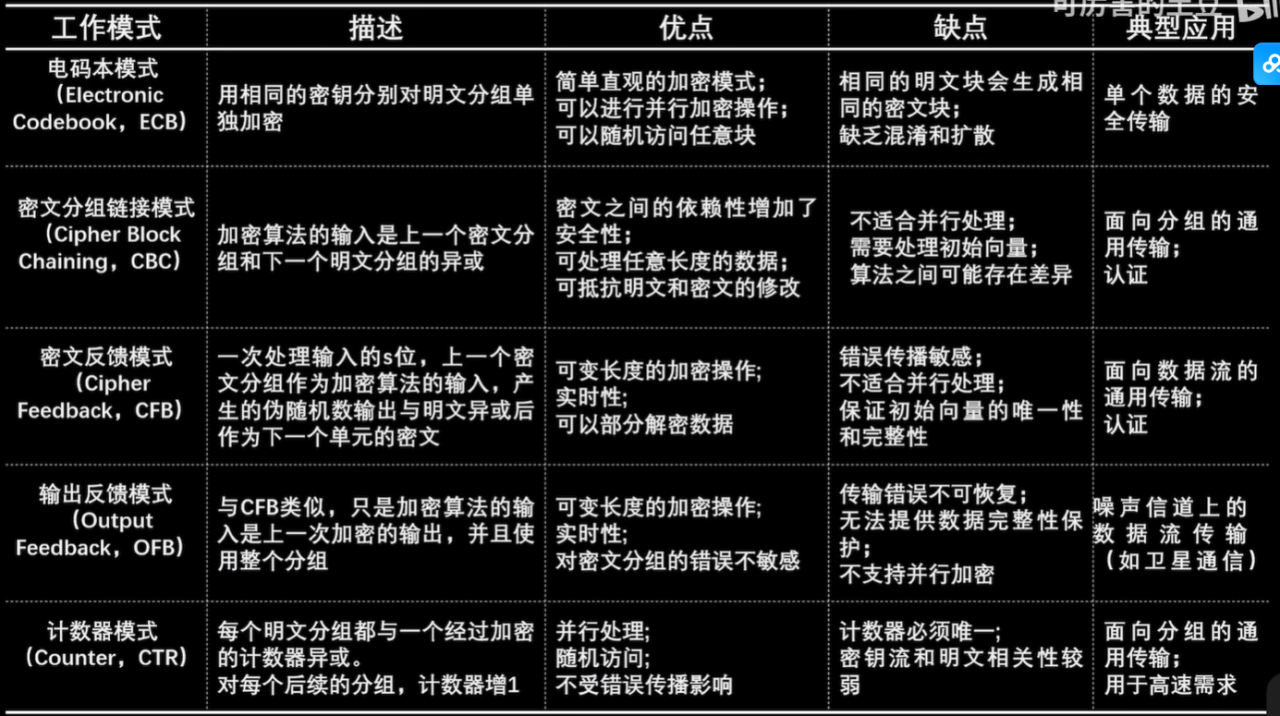 工作模式
描述
优点
缺点
典型应用
电码本模式
（Electronic
Codebook，ECB）
用相同的密钥分别对明文分组单
独加密
简单直观的加密模式；
可以进行并行加密操作；
可以随机访问任意块
相同的明文块会生成相
同的密文块；
缺乏混淆和扩散
单个数据的安
全传输
密文分组链接模式
（Cipher Block
Chaining，CBC）
加密算法的输入是上一个密文分
组和下一个明文分组的异或
密文之间的依赖性增加了
安全性；
可处理任意长度的数据；
可抵抗明文和密文的修改
不适合并行处理；
需要处理初始向量；
算法之间可能存在差异
面向分组的通
用传输；
认证
密文反馈模式
（Cipher
Feedback，CFB）
一次处理输入的s位，上一个密
文分组作为加密算法的输入，产
生的伪随机数输出与明文异或后
作为下一个单元的密文
可变长度的加密操作;
实时性;
可以部分解密数据
错误传播敏感；
不适合并行处理；
保证初始向量的唯一性
和完整性
面向数据流的
通用传输；
认证
输出反馈模式
（Output
Feedback，OFB）
与CFB类似，只是加密算法的输
入是上一次加密的输出，并且使
用整个分组
可变长度的加密操作;
实时性;
对密文分组的错误不敏感
传输错误不可恢复；
无法提供数据完整性保
护；
不支持并行加密
噪声信道上的
数据流传输
（如卫星通信）
计数器模式
（Counter，CTR）
每个明文分组都与一个经过加密
的计数器异或。
对每个后续的分组，计数器增1
并行处理;
随机访问;
不受错误传播影响
计数器必须唯一;
密钥流和明文相关性较
弱
面向分组的通
用传输；
用于高速需求